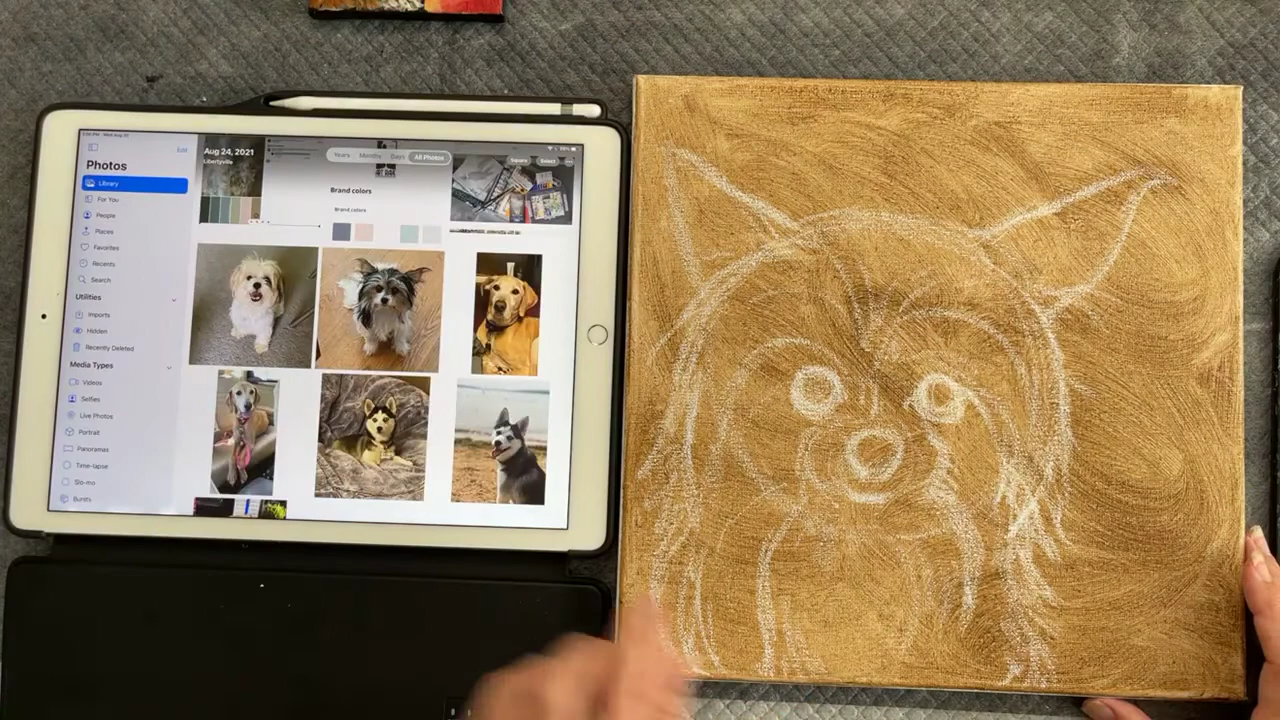 Edit
Photos
Library
For You
People
Places
Favorites
Recents
Search
Utilities
Imports
Hidden
Recently Deleted
Media Types
Videos
Selfies
Live Photos
Portrait
Panoramas
Time-lapse
Slo-mo
Bursts
Aug 24, 2021
Libertyville
Years Months Days All Photos
Square Select
Brand colors
Brand colors